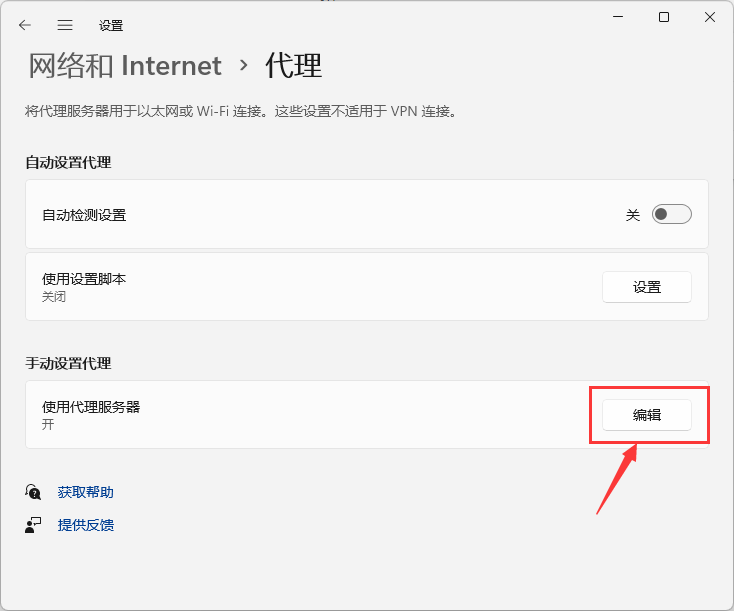 设置
网络和 Internet › 代理
将代理服务器用于以太网或 Wi-Fi 连接。这些设置不适用于 VPN 连接。
自动设置代理
自动检测设置
关
使用设置脚本
关闭
设置
手动设置代理
使用代理服务器
开
编辑
获取帮助
提供反馈